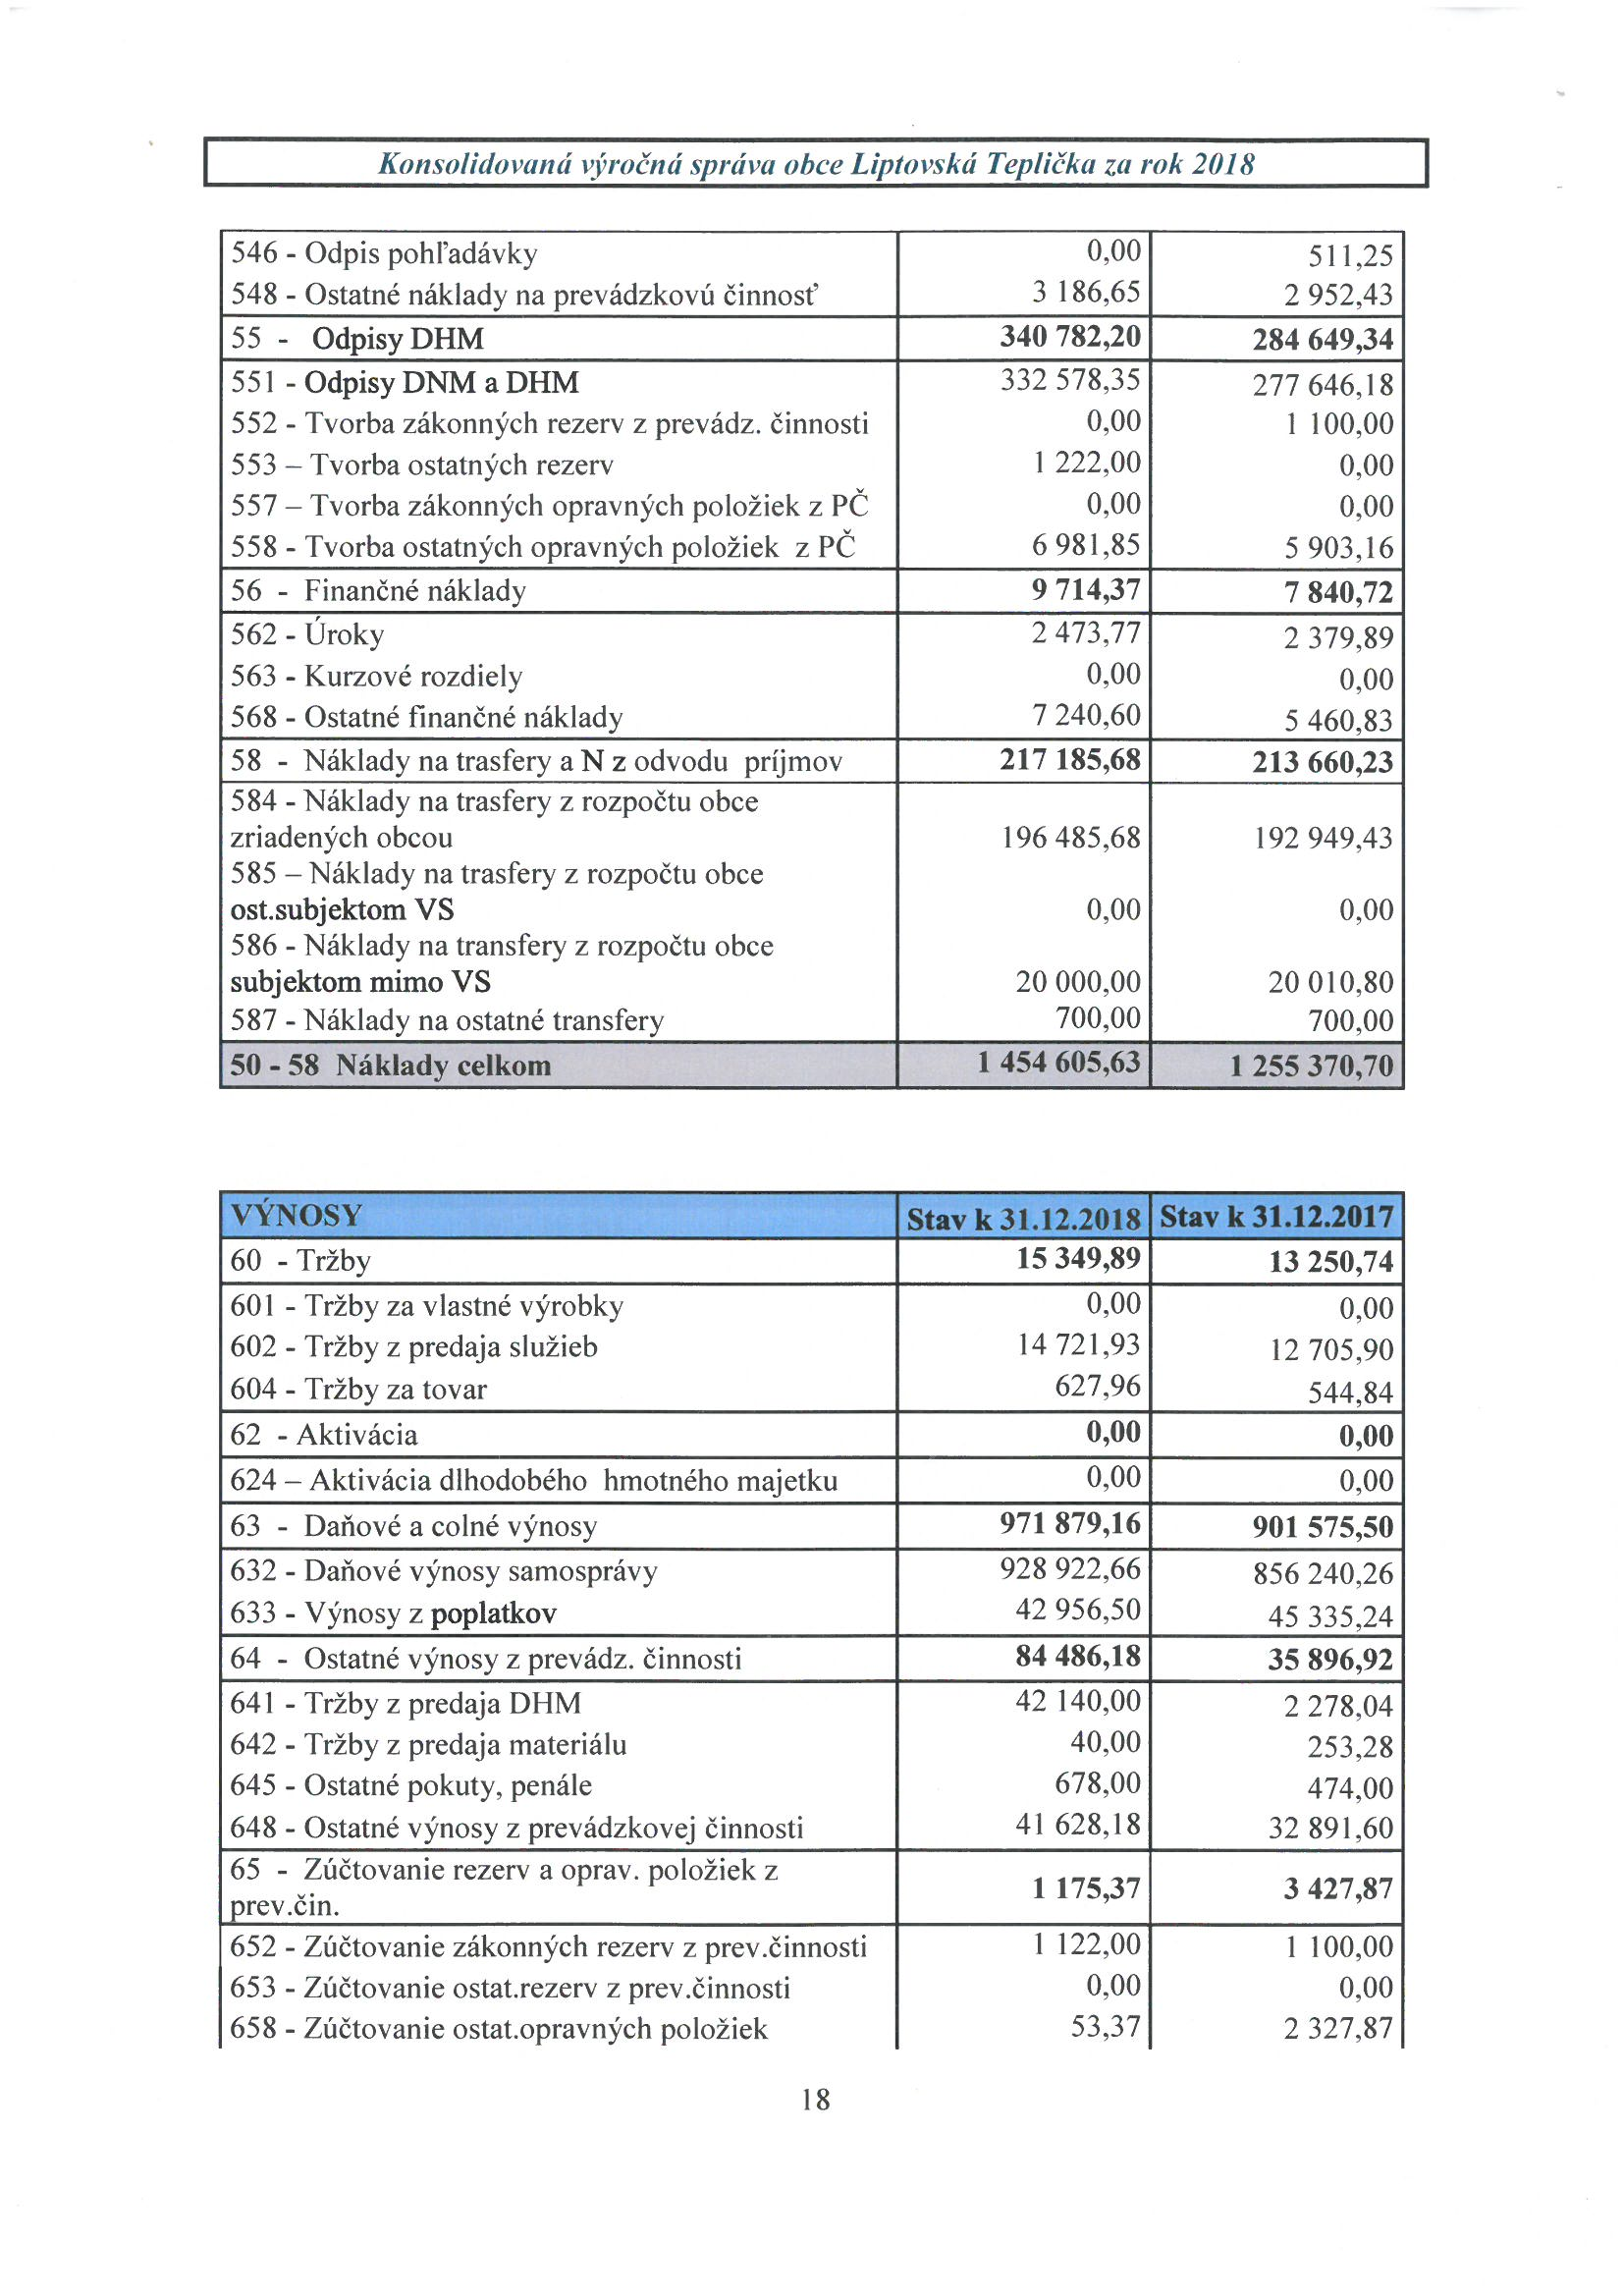 Konsolidovaná výročná správa obce Liptovská Teplička za rok 2018
546 - Odpis pohľadávky 0,00 511,25
548 - Ostatné náklady na prevádzkovú činnosť 3 186,65 2 952,43
55 - Odpisy DHM 340 782,20 284 649,34
551 - Odpisy DNM a DHM 332 578,35 277 646,18
552 - Tvorba zákonných rezerv z prevádz. činnosti 0,00 1 100,00
553 – Tvorba ostatných rezerv 1 222,00 0,00
557 – Tvorba zákonných opravných položiek z PČ 0,00 0,00
558 - Tvorba ostatných opravných položiek z PČ 6 981,85 5 903,16
56 - Finančné náklady 9 714,37 7 840,72
562 - Úroky 2 473,77 2 379,89
563 - Kurzové rozdiely 0,00 0,00
568 - Ostatné finančné náklady 7 240,60 5 460,83
58 - Náklady na trasfery a N z odvodu príjmov 217 185,68 213 660,23
584 - Náklady na trasfery z rozpočtu obce
zriadených obcou 196 485,68 192 949,43
585 – Náklady na trasfery z rozpočtu obce
ost.subjektom VS 0,00 0,00
586 - Náklady na transfery z rozpočtu obce
subjektom mimo VS 20 000,00 20 010,80
587 - Náklady na ostatné transfery 700,00 700,00
50 - 58 Náklady celkom 1 454 605,63 1 255 370,70
VÝNOSY Stav k 31.12.2018 Stav k 31.12.2017
60 - Tržby 15 349,89 13 250,74
601 - Tržby za vlastné výrobky 0,00 0,00
602 - Tržby z predaja služieb 14 721,93 12 705,90
604 - Tržby za tovar 627,96 544,84
62 - Aktivácia 0,00 0,00
624 – Aktivácia dlhodobého hmotného majetku 0,00 0,00
63 - Daňové a colné výnosy 971 879,16 901 575,50
632 - Daňové výnosy samosprávy 928 922,66 856 240,26
633 - Výnosy z poplatkov 42 956,50 45 335,24
64 - Ostatné výnosy z prevádz. činnosti 84 486,18 35 896,92
641 - Tržby z predaja DHM 42 140,00 2 278,04
642 - Tržby z predaja materiálu 40,00 253,28
645 - Ostatné pokuty, penále 678,00 474,00
648 - Ostatné výnosy z prevádzkovej činnosti 41 628,18 32 891,60
65 - Zúčtovanie rezerv a oprav. položiek z
prev.čin. 1 175,37 3 427,87
652 - Zúčtovanie zákonných rezerv z prev.činnosti 1 122,00 1 100,00
653 - Zúčtovanie ostat.rezerv z prev.činnosti 0,00 0,00
658 - Zúčtovanie ostat.opravných položiek 53,37 2 327,87
18